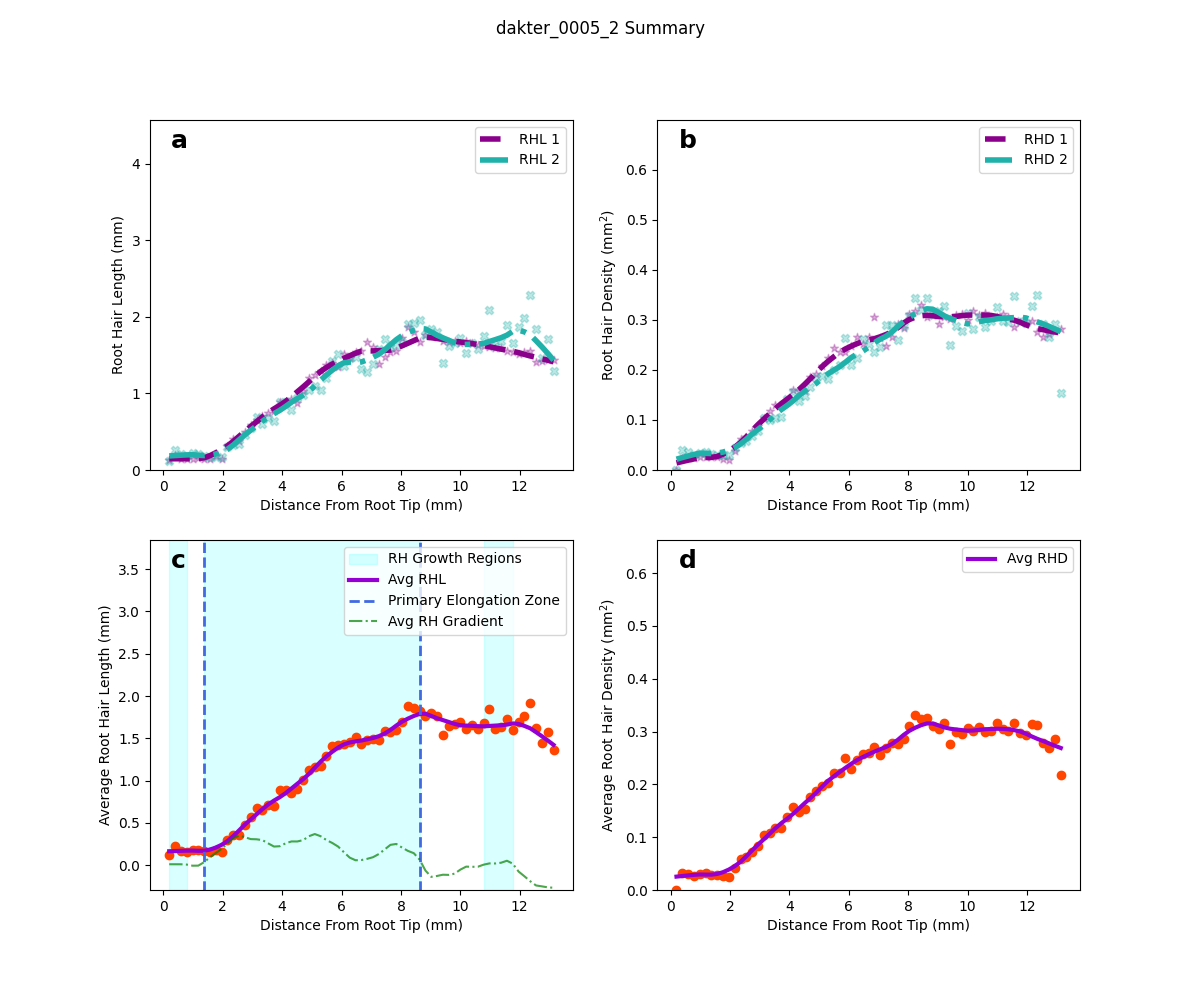 dakter_0005_2 Summary
a
RHL 1
RHL 2
4
3
2
1
0
Root Hair Length (mm)
0 2 4 6 8 10 12
Distance From Root Tip (mm)
b
RHD 1
RHD 2
0.6
0.5
0.4
0.3
0.2
0.1
0.0
Root Hair Density (mm²)
0 2 4 6 8 10 12
Distance From Root Tip (mm)
c
RH Growth Regions
Avg RHL
Primary Elongation Zone
Avg RH Gradient
3.5
3.0
2.5
2.0
1.5
1.0
0.5
0.0
Average Root Hair Length (mm)
0 2 4 6 8 10 12
Distance From Root Tip (mm)
d
Avg RHD
0.6
0.5
0.4
0.3
0.2
0.1
0.0
Average Root Hair Density (mm²)
0 2 4 6 8 10 12
Distance From Root Tip (mm)